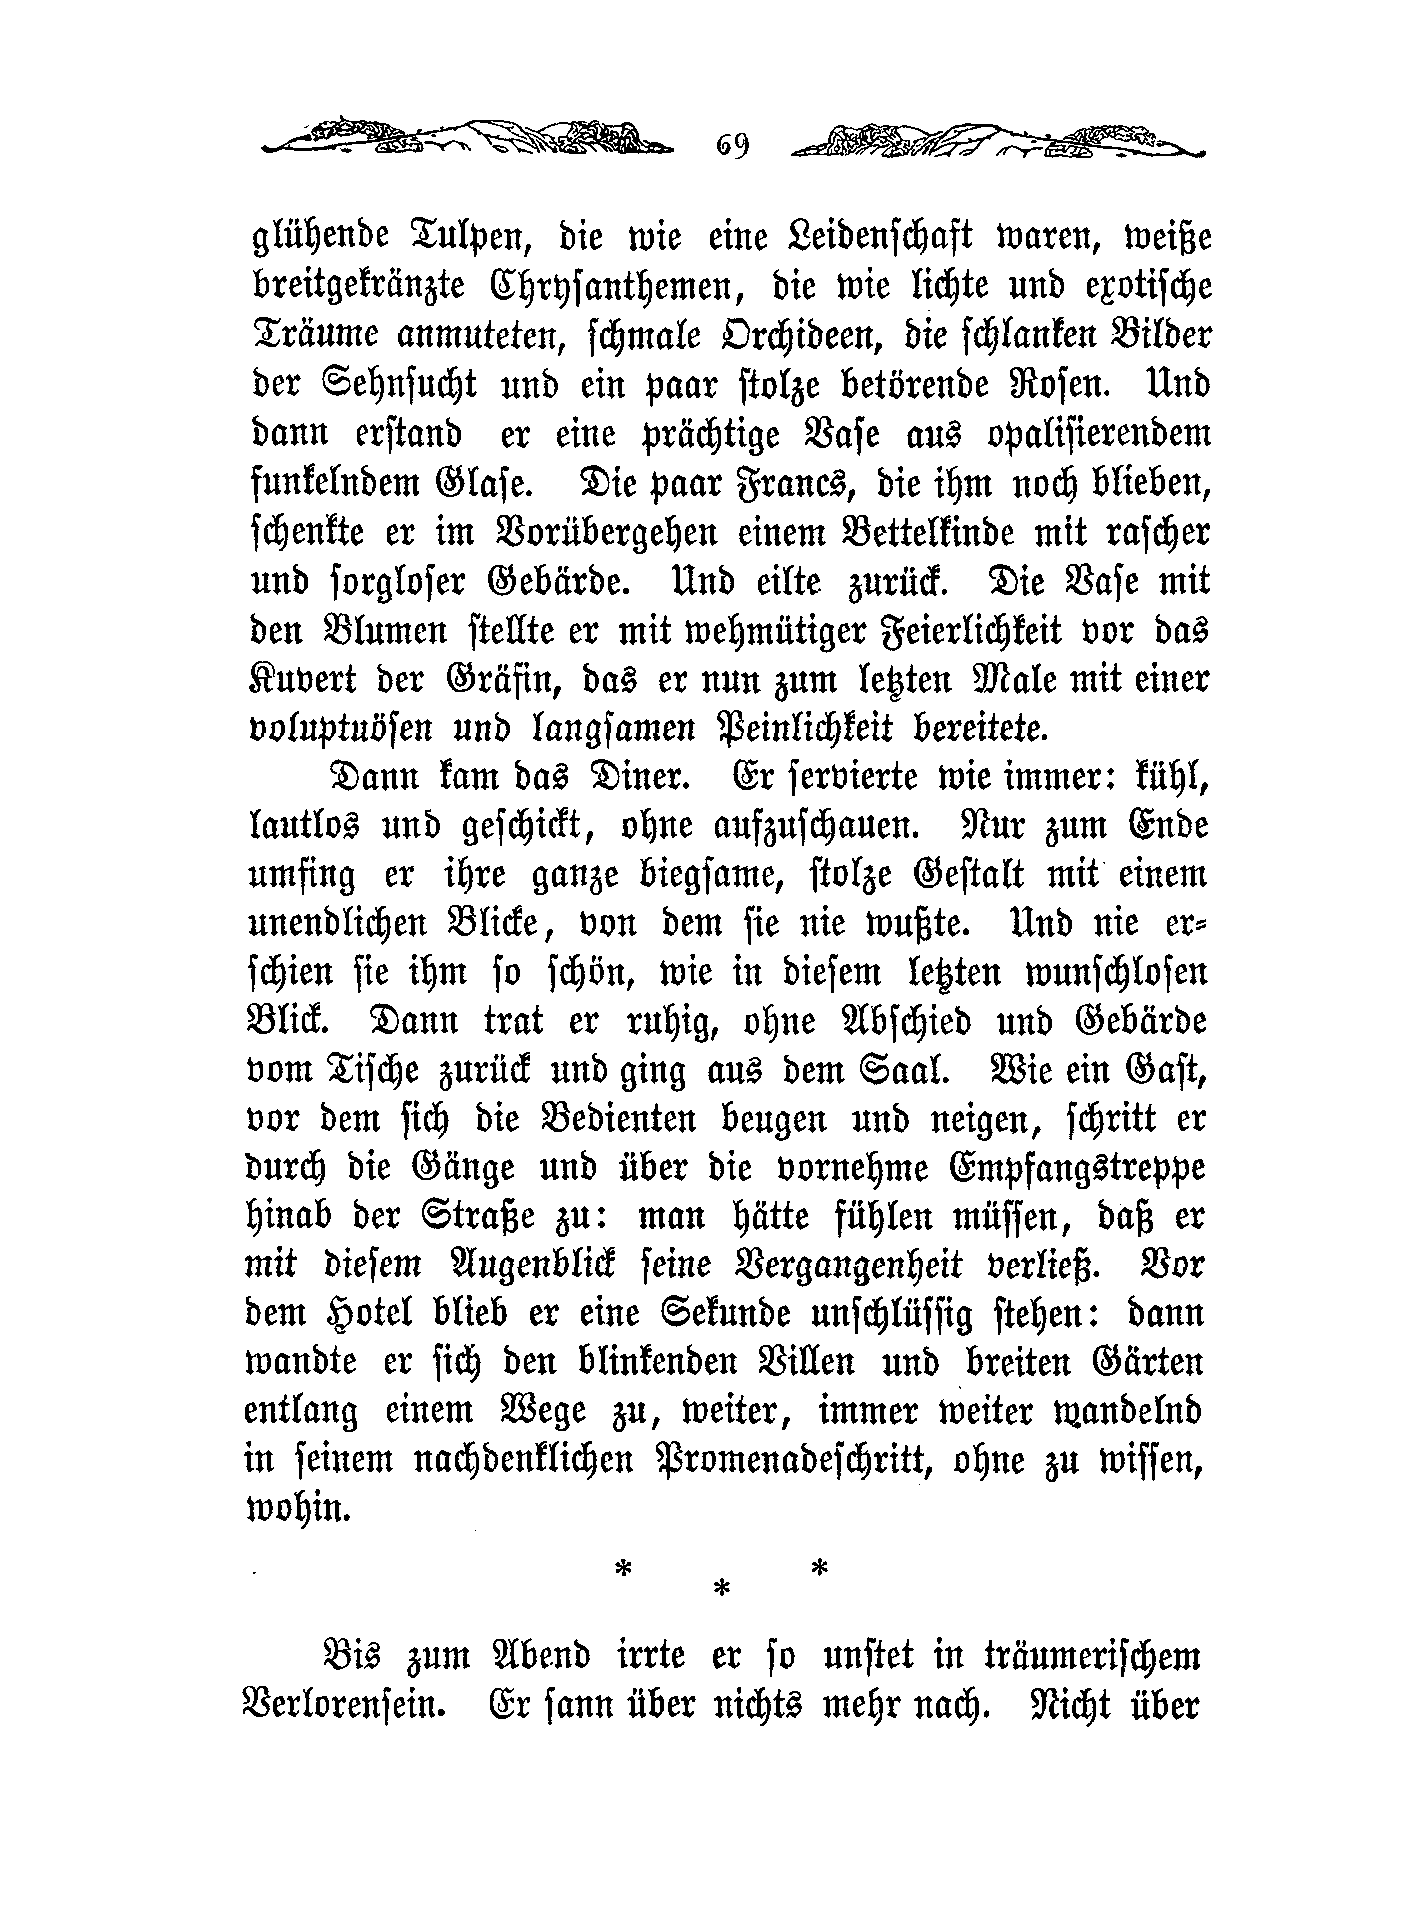 69
glühende Tulpen, die wie eine Leidenschaft waren, weiße
breitgekränzte Chrysanthemen, die wie lichte und exotische
Träume anmuteten, schmale Orchideen, die schlanken Bilder
der Sehnsucht und ein paar stolze betörende Rosen. Und
dann erstand er eine prächtige Vase aus opalisierendem
funkelndem Glase. Die paar Francs, die ihm noch blieben,
schenkte er im Vorübergehen einem Bettelkinde mit rascher
und sorgloser Gebärde. Und eilte zurück. Die Vase mit
den Blumen stellte er mit wehmütiger Feierlichkeit vor das
Kuvert der Gräfin, das er nun zum letzten Male mit einer
voluptuösen und langsamen Peinlichkeit bereitete.
Dann kam das Diner. Er servierte wie immer: kühl,
lautlos und geschickt, ohne aufzuschauen. Nur zum Ende
umfing er ihre ganze biegsame, stolze Gestalt mit einem
unendlichen Blicke, von dem sie nie wußte. Und nie er-
schien sie ihm so schön, wie in diesem letzten wunschlosen
Blick. Dann trat er ruhig, ohne Abschied und Gebärde
vom Tische zurück und ging aus dem Saal. Wie ein Gast,
vor dem sich die Bedienten beugen und neigen, schritt er
durch die Gänge und über die vornehme Empfangstreppe
hinab der Straße zu: man hätte fühlen müssen, daß er
mit diesem Augenblick seine Vergangenheit verließ. Vor
dem Hotel blieb er eine Sekunde unschlüssig stehen: dann
wandte er sich den blinkenden Villen und breiten Gärten
entlang einem Wege zu, weiter, immer weiter wandelnd
in seinem nachdenklichen Promenadeschritt, ohne zu wissen,
wohin.
* * *
Bis zum Abend irrte er so unstet in träumerischem
Verlorensein. Er sann über nichts mehr nach. Nicht über